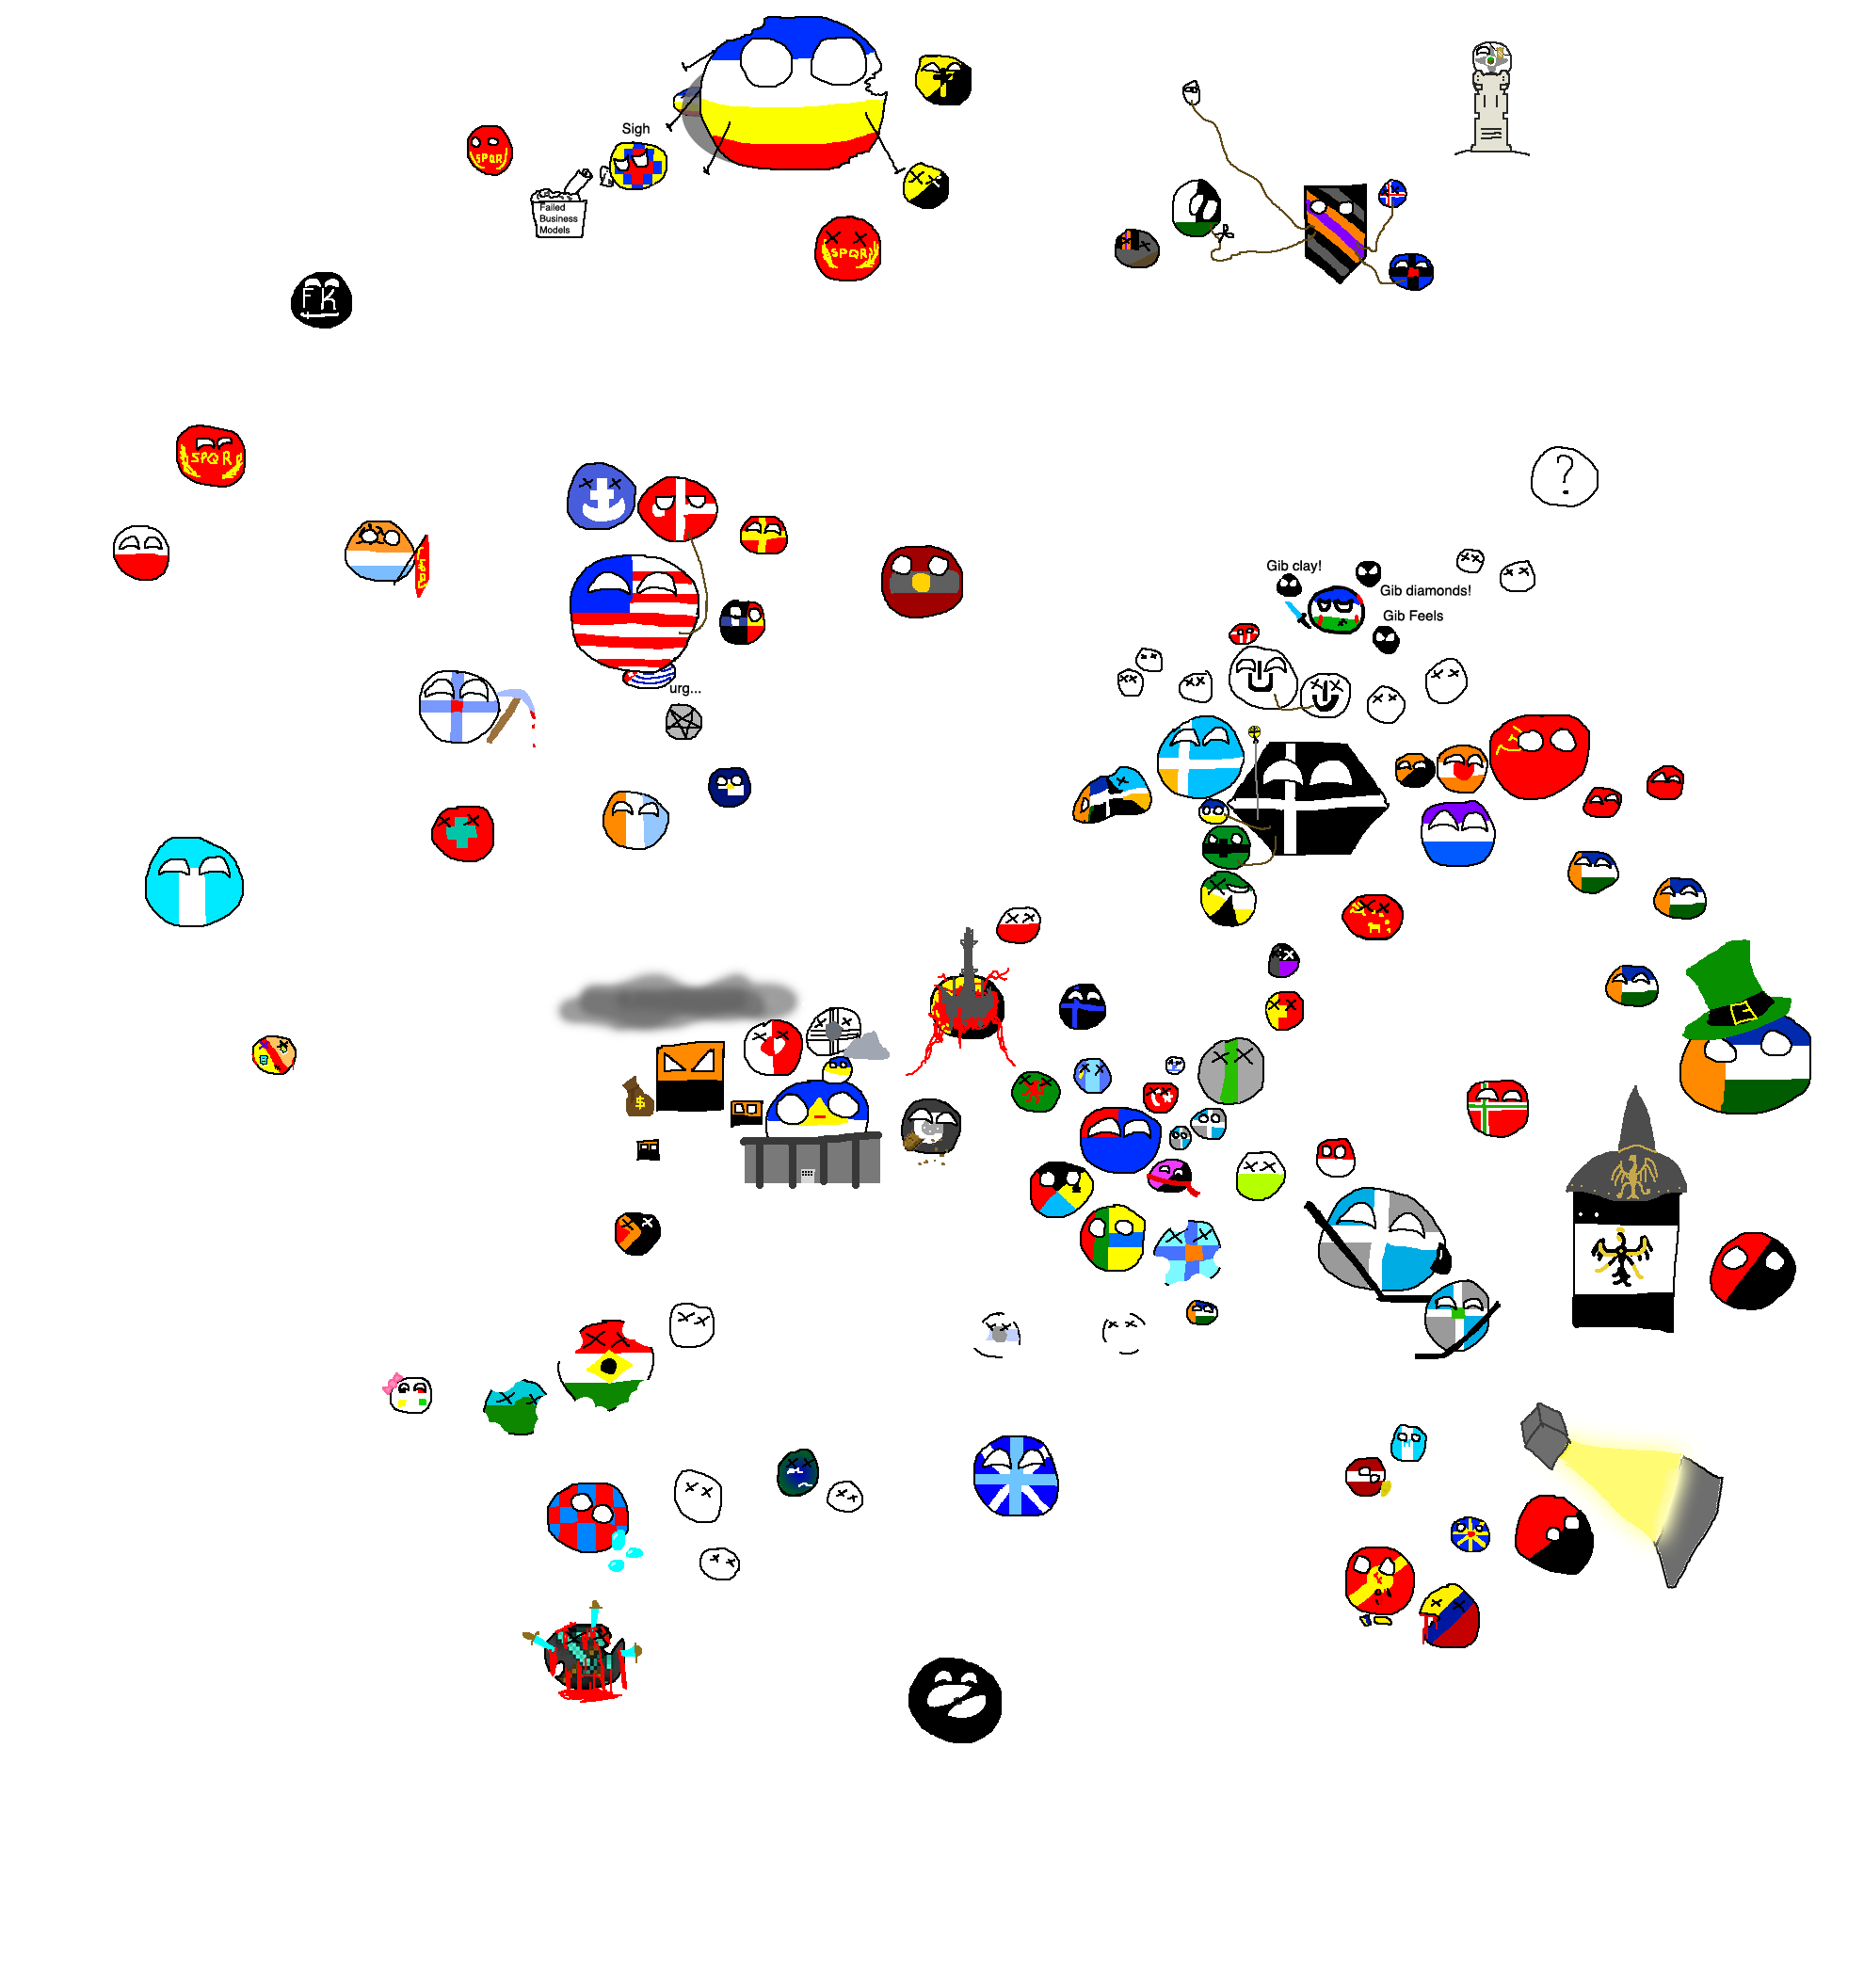 Sigh
SPQR
Failed
Business
Models
SPQR
FK
SPQR
?
Gib clay!
Gib diamonds!
Gib Feels
urg...
$